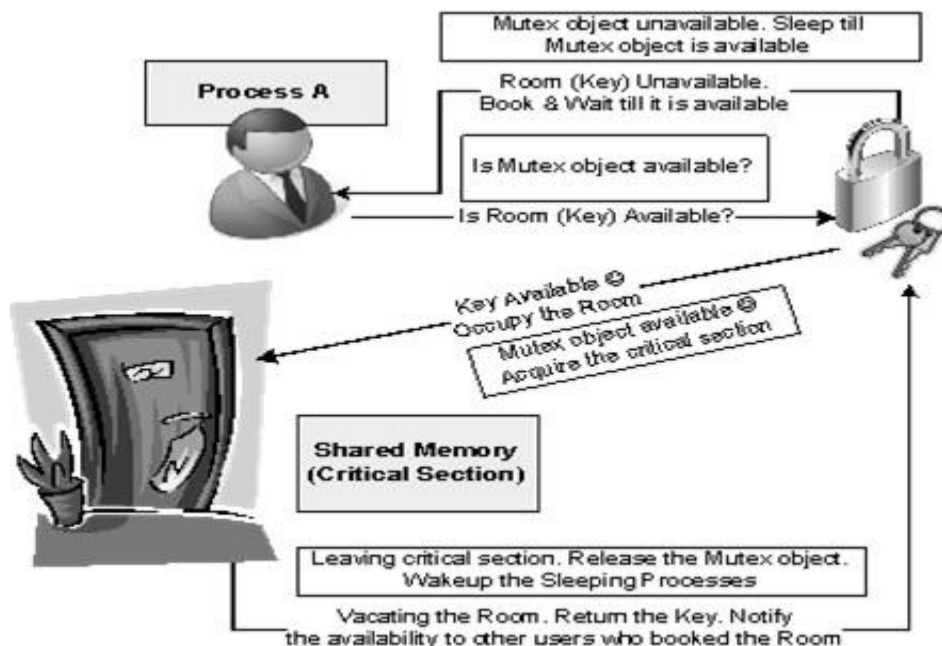 Mutex object unavailable. Sleep till
Mutex object is available
Process A
Room (Key) Unavailable.
Book & Wait till it is available
Is Mutex object available?
Is Room (Key) Available?
Key Available ☺
Occupy the Room
Mutex object available ☺
Acquire the critical section
Shared Memory
(Critical Section)
Leaving critical section. Release the Mutex object.
Wakeup the Sleeping Processes
Vacating the Room. Return the Key. Notify
the availability to other users who booked the Room